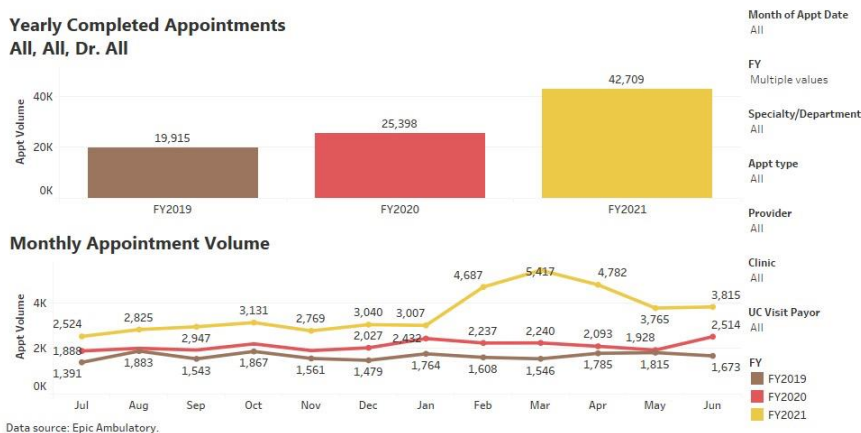 Yearly Completed Appointments
All, All, Dr. All
Appt Volume
40K
20K
0K
19,915
25,398
42,709
FY2019
FY2020
FY2021
Monthly Appointment Volume
Appt Volume
4K
2K
0K
2,524
2,825
2,947
3,131
2,769
3,040
3,007
4,687
5,417
4,782
3,765
3,815
1,888
2,027
2,432
2,237
2,240
2,093
1,928
2,514
1,391
1,883
1,543
1,867
1,561
1,479
1,764
1,608
1,546
1,785
1,815
1,673
Jul
Aug
Sep
Oct
Nov
Dec
Jan
Feb
Mar
Apr
May
Jun
Data source: Epic Ambulatory.
Month of Appt Date
All
FY
Multiple values
Specialty/Department
All
Appt type
All
Provider
All
Clinic
All
UC Visit Payor
All
FY
FY2019
FY2020
FY2021